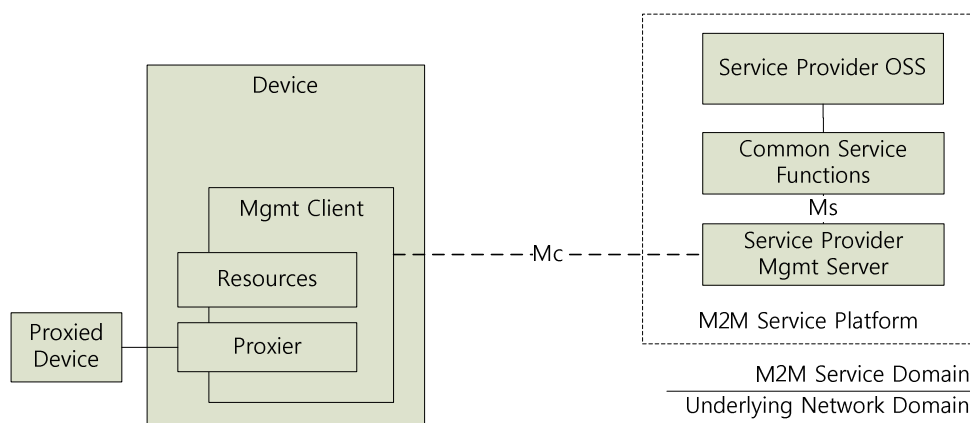 Device
Mgmt Client
Resources
Proxier
Proxied
Device
Mc
Service Provider OSS
Common Service
Functions
Ms
Service Provider
Mgmt Server
M2M Service Platform
M2M Service Domain
Underlying Network Domain